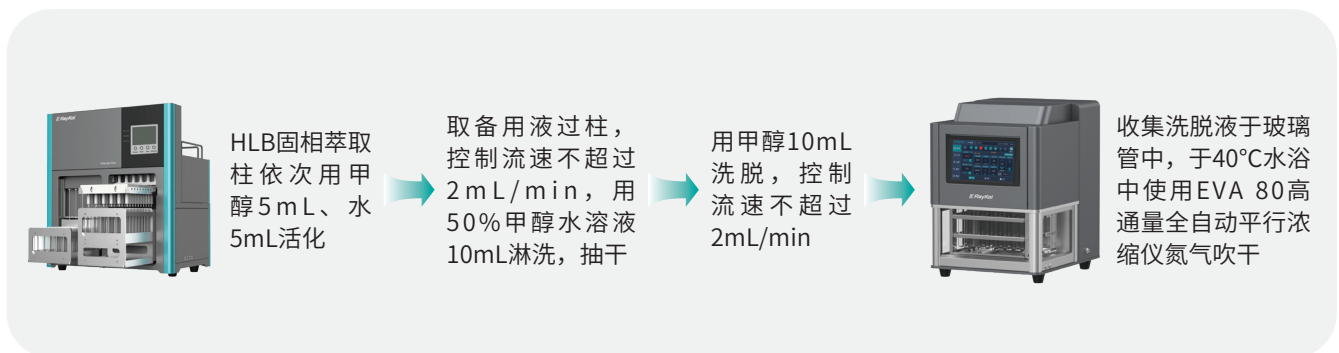 E RayKol
HLB固相萃取
柱依次用甲
醇5mL、水
5mL活化
取备用液过柱，
控制流速不超过
2mL/min，用
50%甲醇水溶液
10mL淋洗，抽干
用甲醇10mL
洗脱，控制
流速不超过
2mL/min
E RayKol
收集洗脱液于玻璃
管中，于40℃水浴
中使用EVA 80高
通量全自动平行浓
缩仪氮气吹干